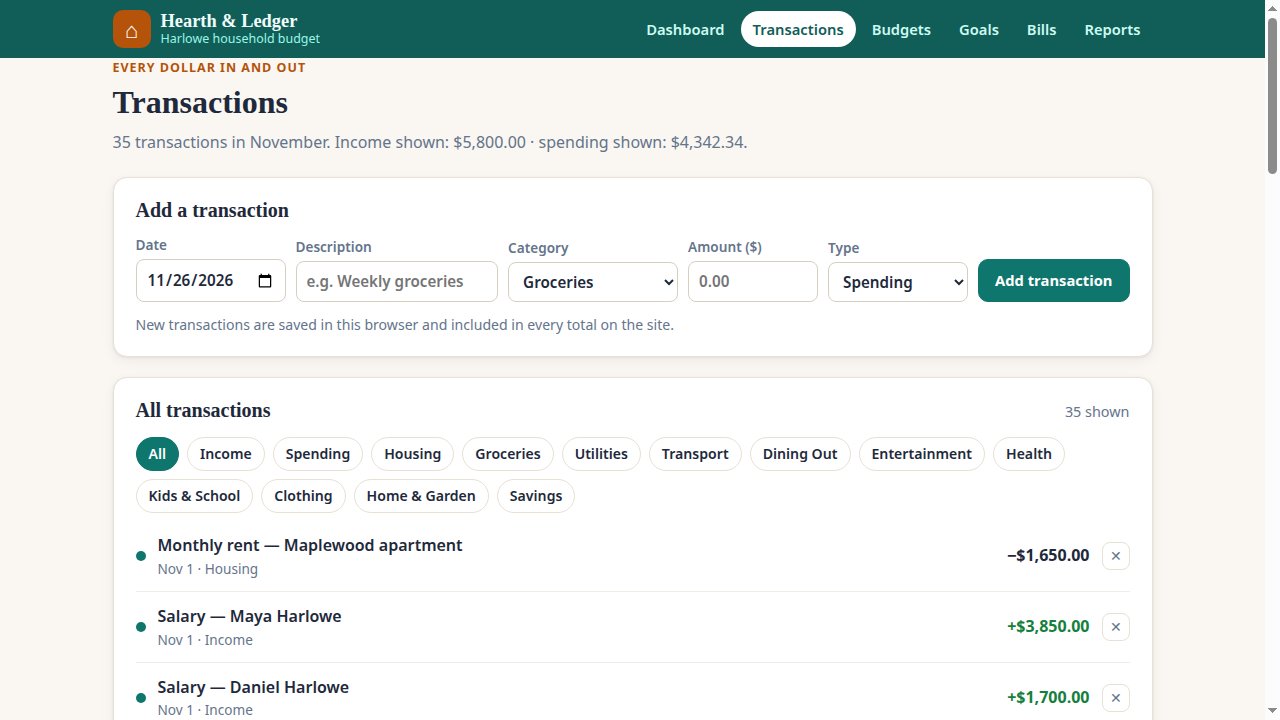 Hearth & Ledger
Harlowe household budget
Dashboard
Transactions
Budgets
Goals
Bills
Reports
EVERY DOLLAR IN AND OUT
Transactions
35 transactions in November. Income shown: $5,800.00 · spending shown: $4,342.34.
Add a transaction
Date
Description
Category
Amount ($)
Type
11/26/2026
e.g. Weekly groceries
Groceries
0.00
Spending
Add transaction
New transactions are saved in this browser and included in every total on the site.
All transactions
35 shown
All
Income
Spending
Housing
Groceries
Utilities
Transport
Dining Out
Entertainment
Health
Kids & School
Clothing
Home & Garden
Savings
Monthly rent — Maplewood apartment
Nov 1 · Housing
−$1,650.00
Salary — Maya Harlowe
Nov 1 · Income
+$3,850.00
Salary — Daniel Harlowe
Nov 1 · Income
+$1,700.00